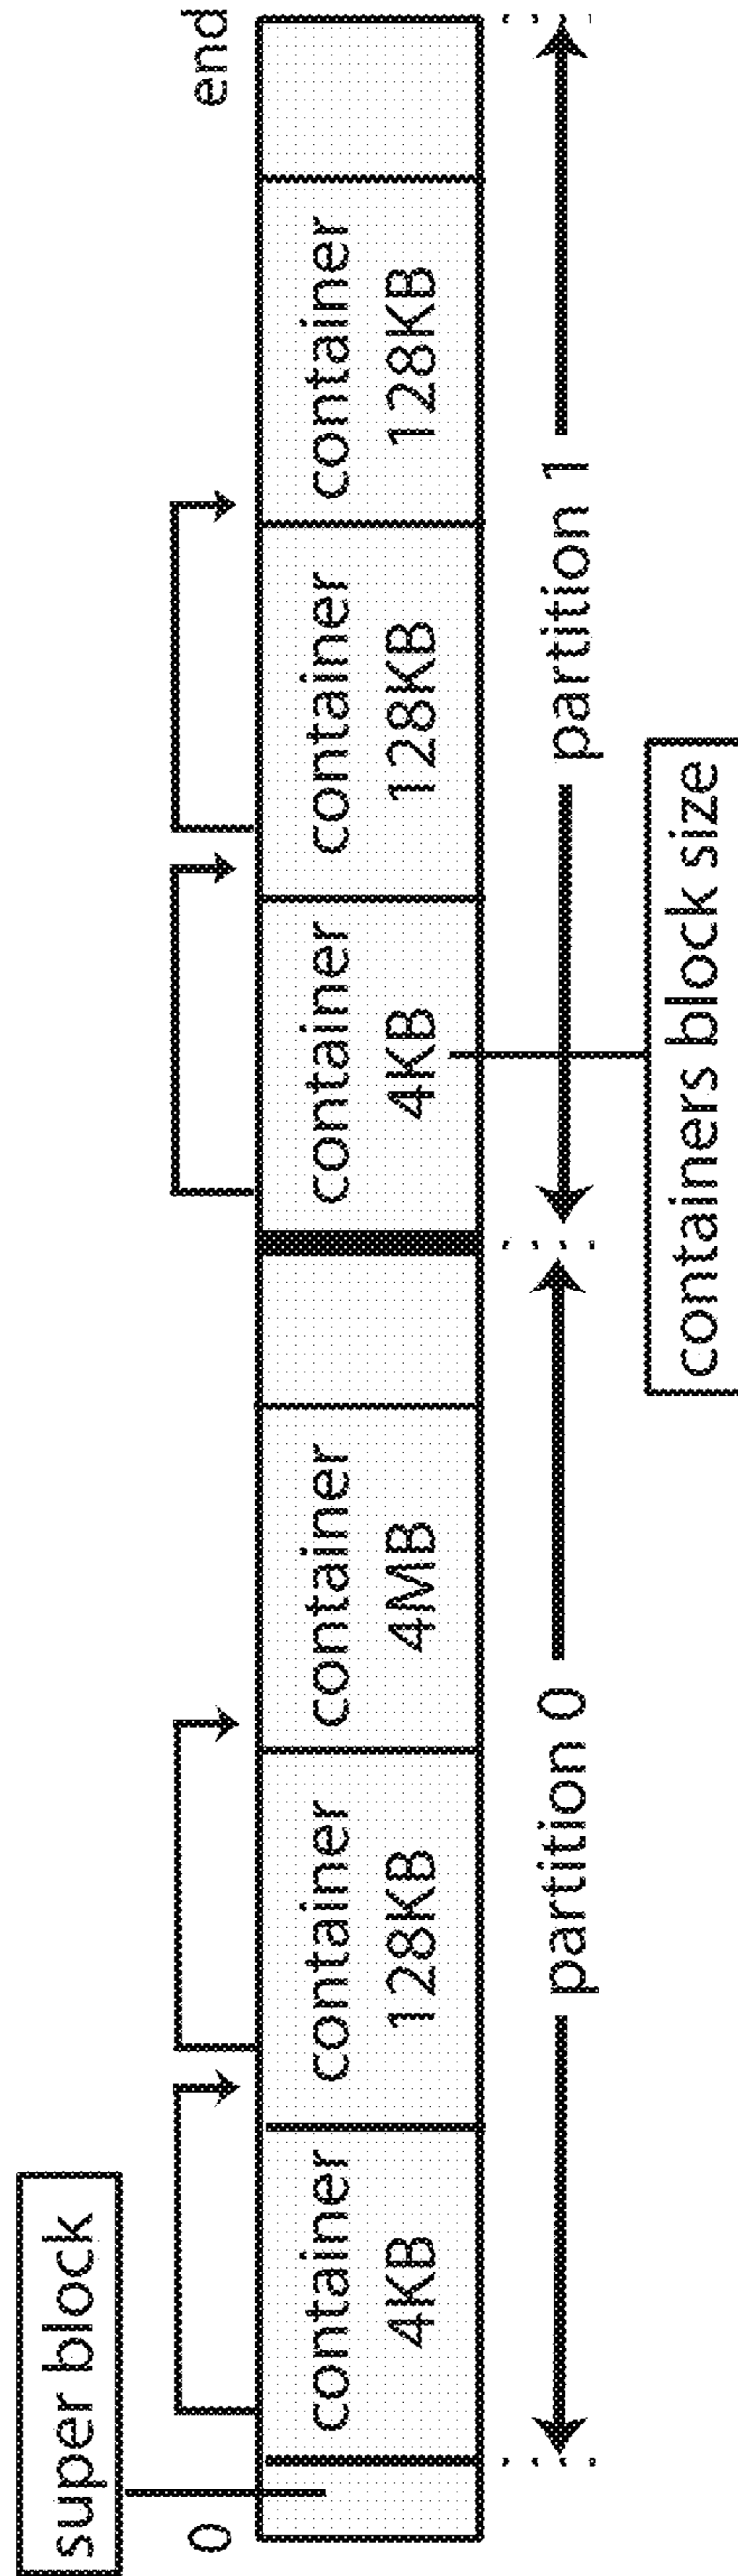 super block
0
end
container
4KB
container
128KB
container
4MB
container
4KB
container
128KB
container
128KB
partition 0
partition 1
containers block size